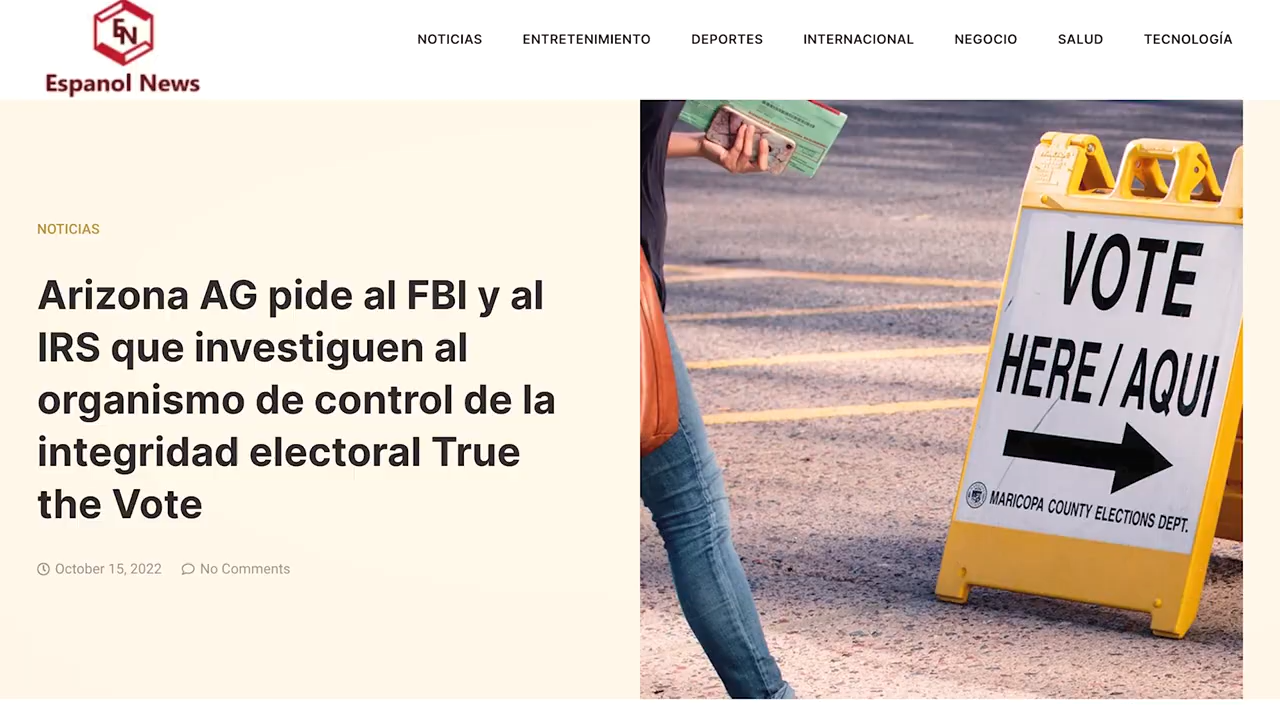 EN
Espanol News
NOTICIAS
ENTRETENIMIENTO
DEPORTES
INTERNACIONAL
NEGOCIO
SALUD
TECNOLOGÍA
NOTICIAS
Arizona AG pide al FBI y al
IRS que investiguen al
organismo de control de la
integridad electoral True
the Vote
October 15, 2022
No Comments
VOTE
HERE / AQUI
MARICOPA COUNTY ELECTIONS DEPT.